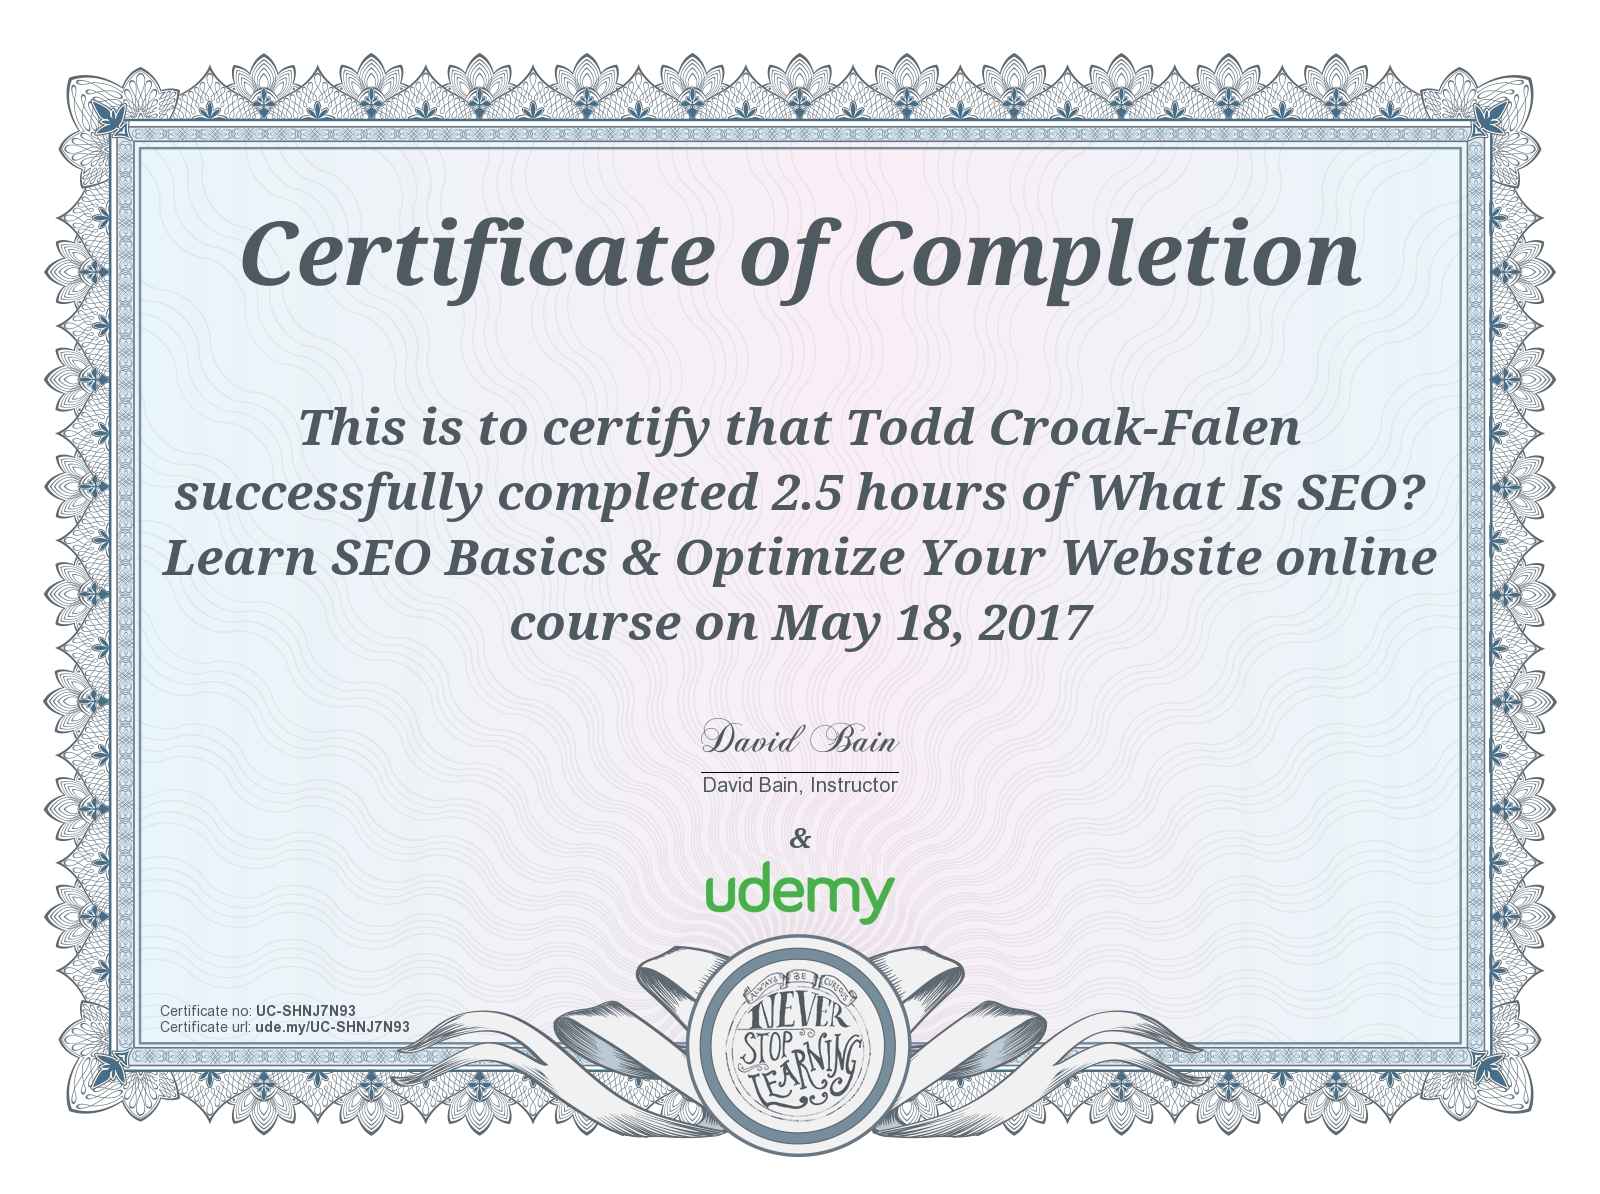 Certificate of Completion
This is to certify that Todd Croak-Falen
successfully completed 2.5 hours of What Is SEO?
Learn SEO Basics & Optimize Your Website online
course on May 18, 2017
David Bain
David Bain, Instructor
&
udemy
Certificate no: UC-SHNJ7N93
Certificate url: ude.my/UC-SHNJ7N93
ALWAYS BE CURIOUS
NEVER
STOP
LEARNING